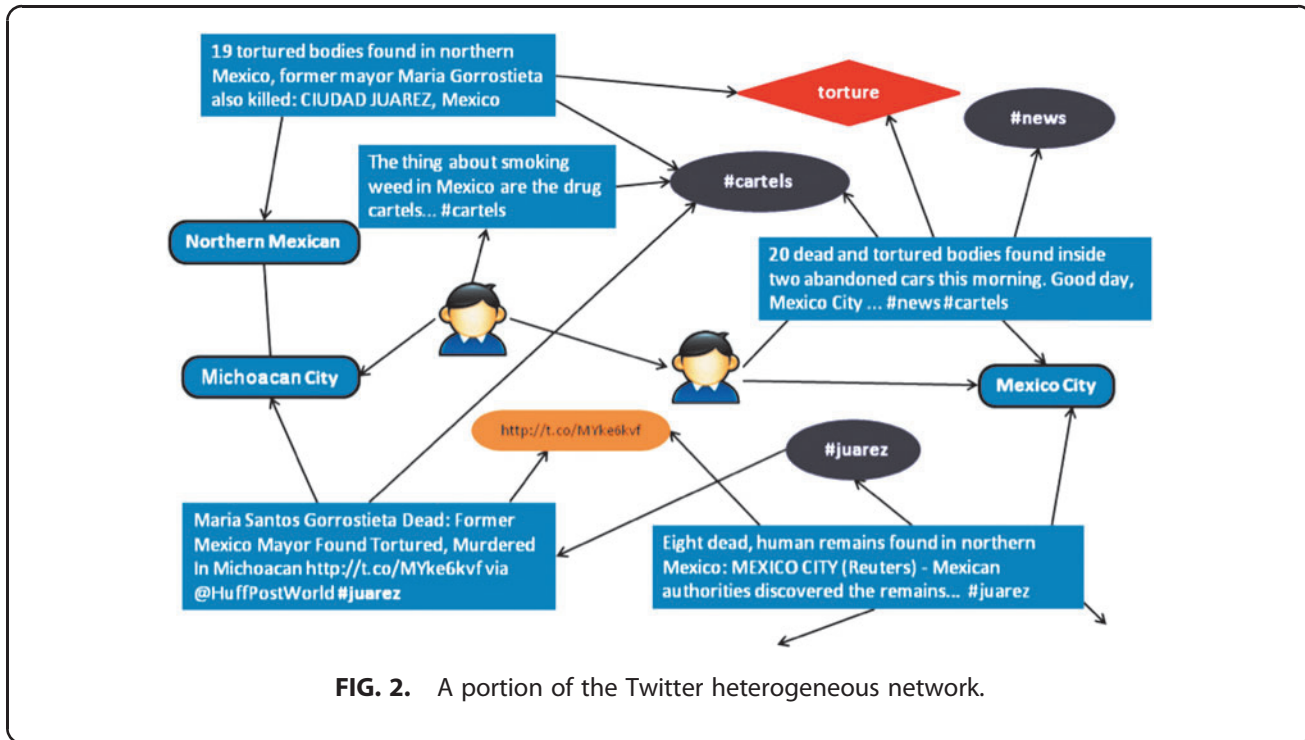 19 tortured bodies found in northern
Mexico, former mayor Maria Gorrostieta
also killed: CIUDAD JUAREZ, Mexico
torture
#news
The thing about smoking
weed in Mexico are the drug
cartels... #cartels
#cartels
Northern Mexican
20 dead and tortured bodies found inside
two abandoned cars this morning. Good day,
Mexico City ... #news #cartels
Michoacan City
Mexico City
http://t.co/MYke6kvf
#juarez
Maria Santos Gorrostieta Dead: Former
Mexico Mayor Found Tortured, Murdered
In Michoacan http://t.co/MYke6kvf via
@HuffPostWorld #juarez
Eight dead, human remains found in northern
Mexico: MEXICO CITY (Reuters) - Mexican
authorities discovered the remains... #juarez
FIG. 2. A portion of the Twitter heterogeneous network.